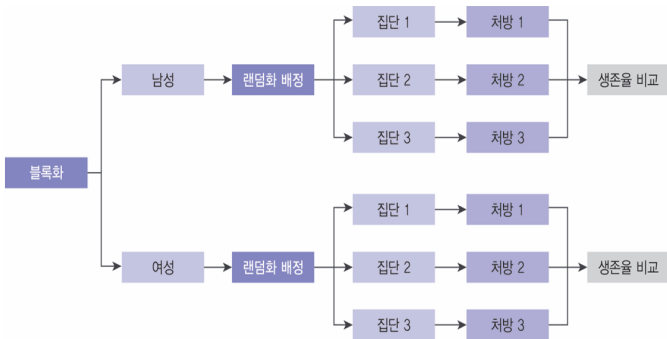 집단 1
처방 1
남성
랜덤화 배정
집단 2
처방 2
생존율 비교
집단 3
처방 3
블록화
집단 1
처방 1
여성
랜덤화 배정
집단 2
처방 2
생존율 비교
집단 3
처방 3